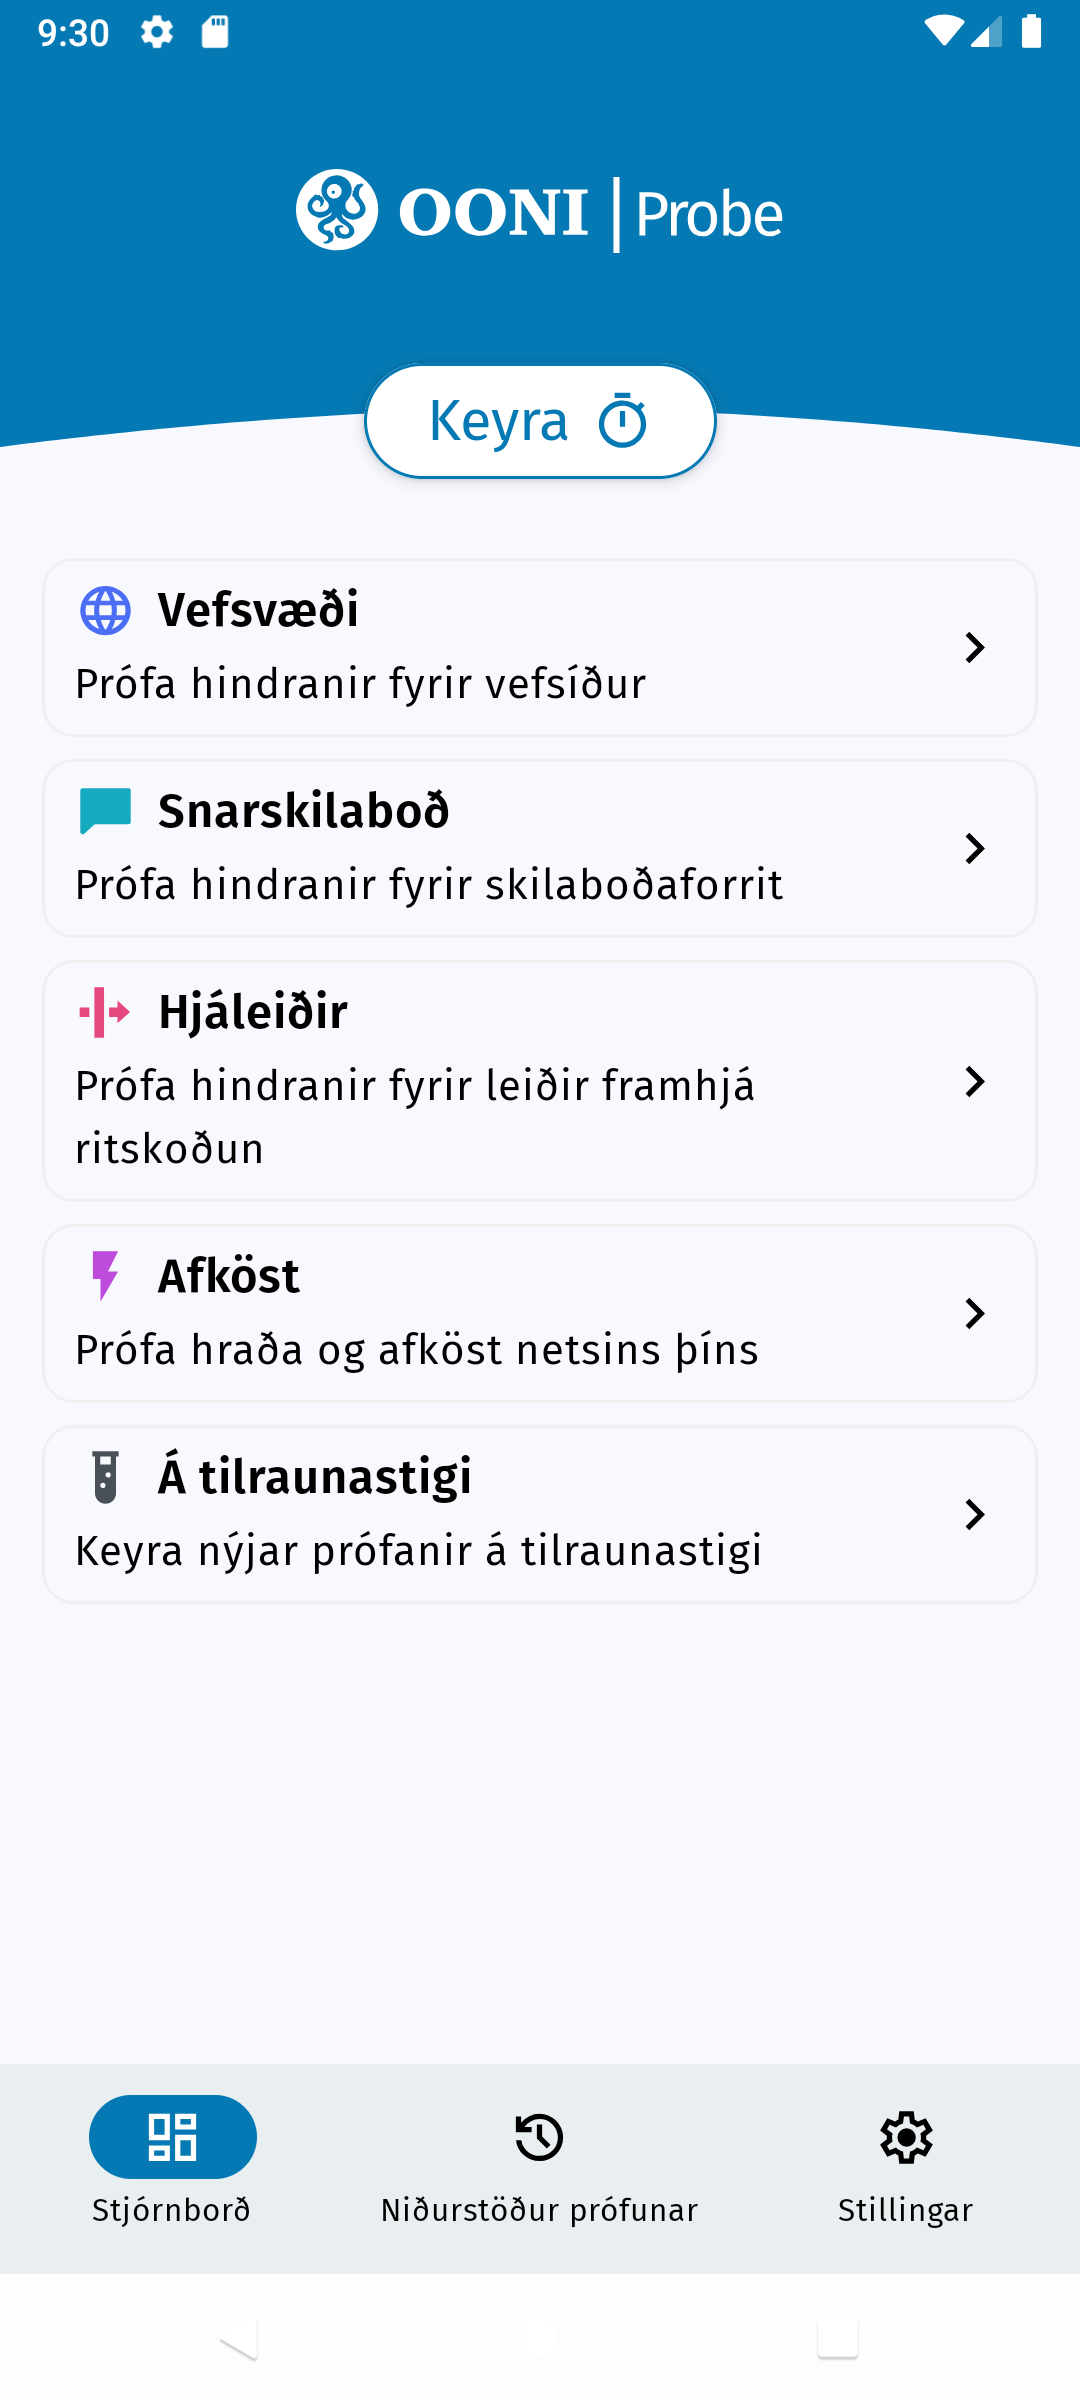 9:30
OONI | Probe
Keyra
Vefsvæði
Prófa hindranir fyrir vefsíður
Snarskilaboð
Prófa hindranir fyrir skilaboðaforrit
Hjáleiðir
Prófa hindranir fyrir leiðir framhjá
ritskoðun
Afköst
Prófa hraða og afköst netsins þíns
Á tilraunastigi
Keyra nýjar prófanir á tilraunastigi
Stjórnborð
Niðurstöður prófunar
Stillingar